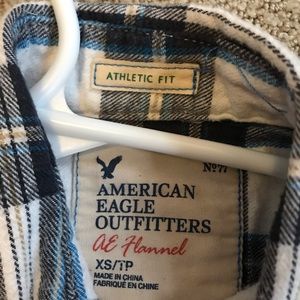 ATHLETIC FIT
Nº77
AMERICAN
EAGLE
OUTFITTERS
AE Flannel
XS/TP
MADE IN CHINA
FABRIQUÉ EN CHINE